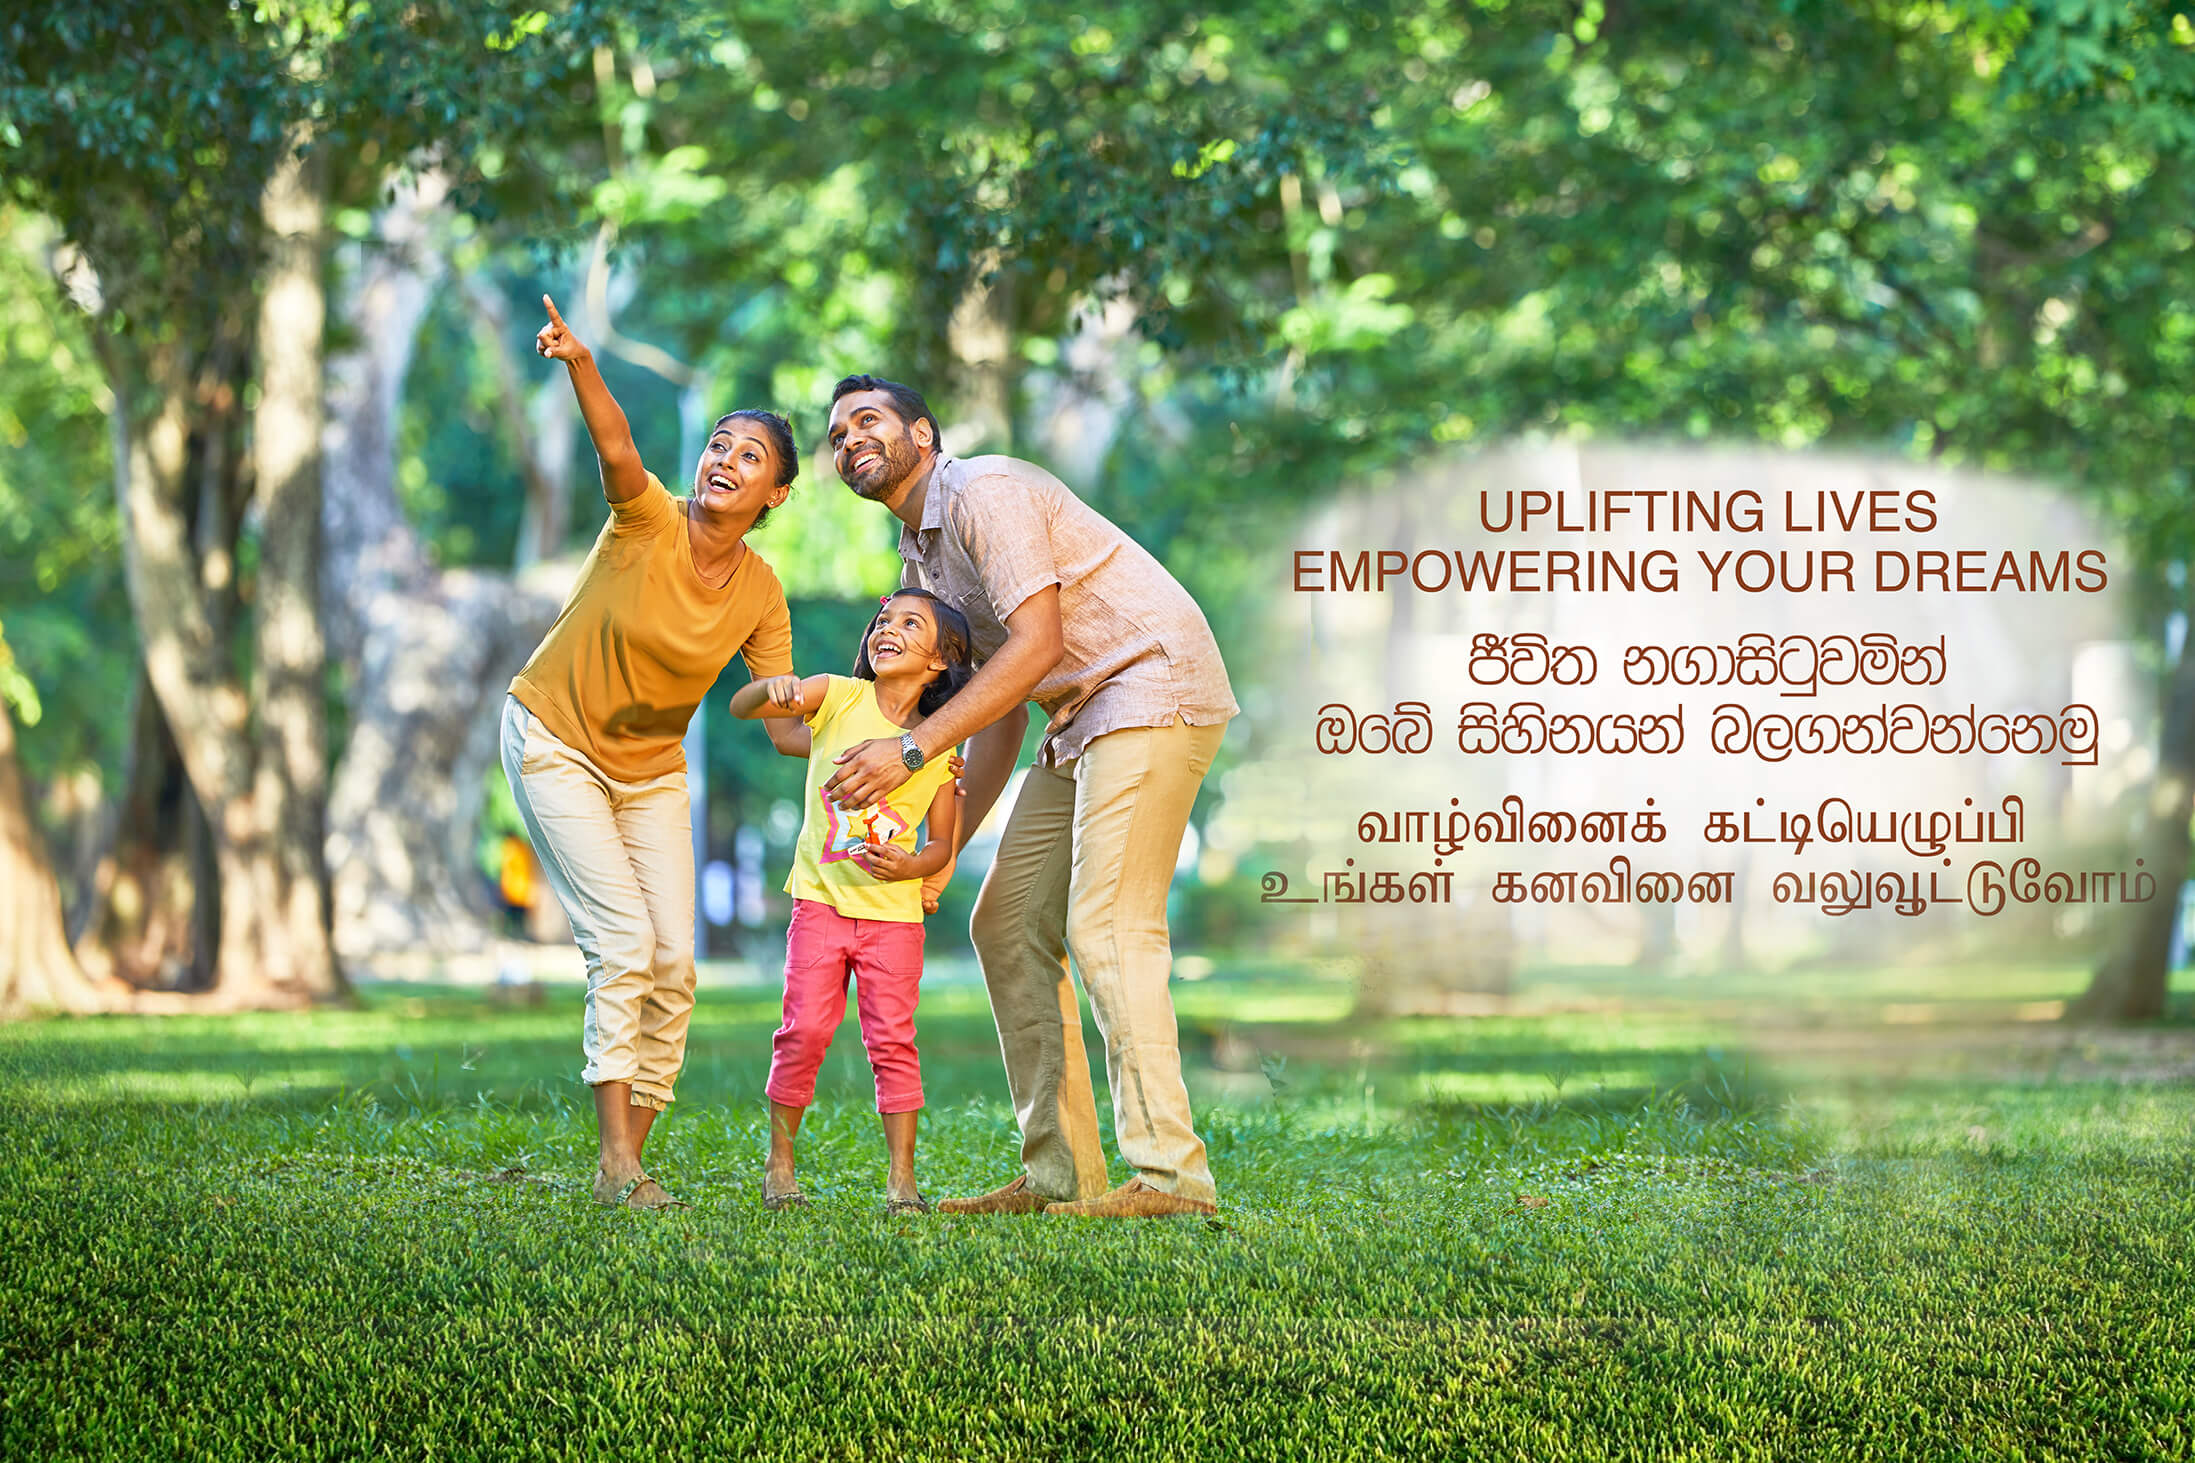 UPLIFTING LIVES
EMPOWERING YOUR DREAMS
ජීවිත නගාසිටුවමින්
ඔබේ සිහිනයන් බලගන්වන්නෙමු
வாழ்வினைக் கட்டியெழுப்பி
உங்கள் கனவினை வலுவூட்டுவோம்